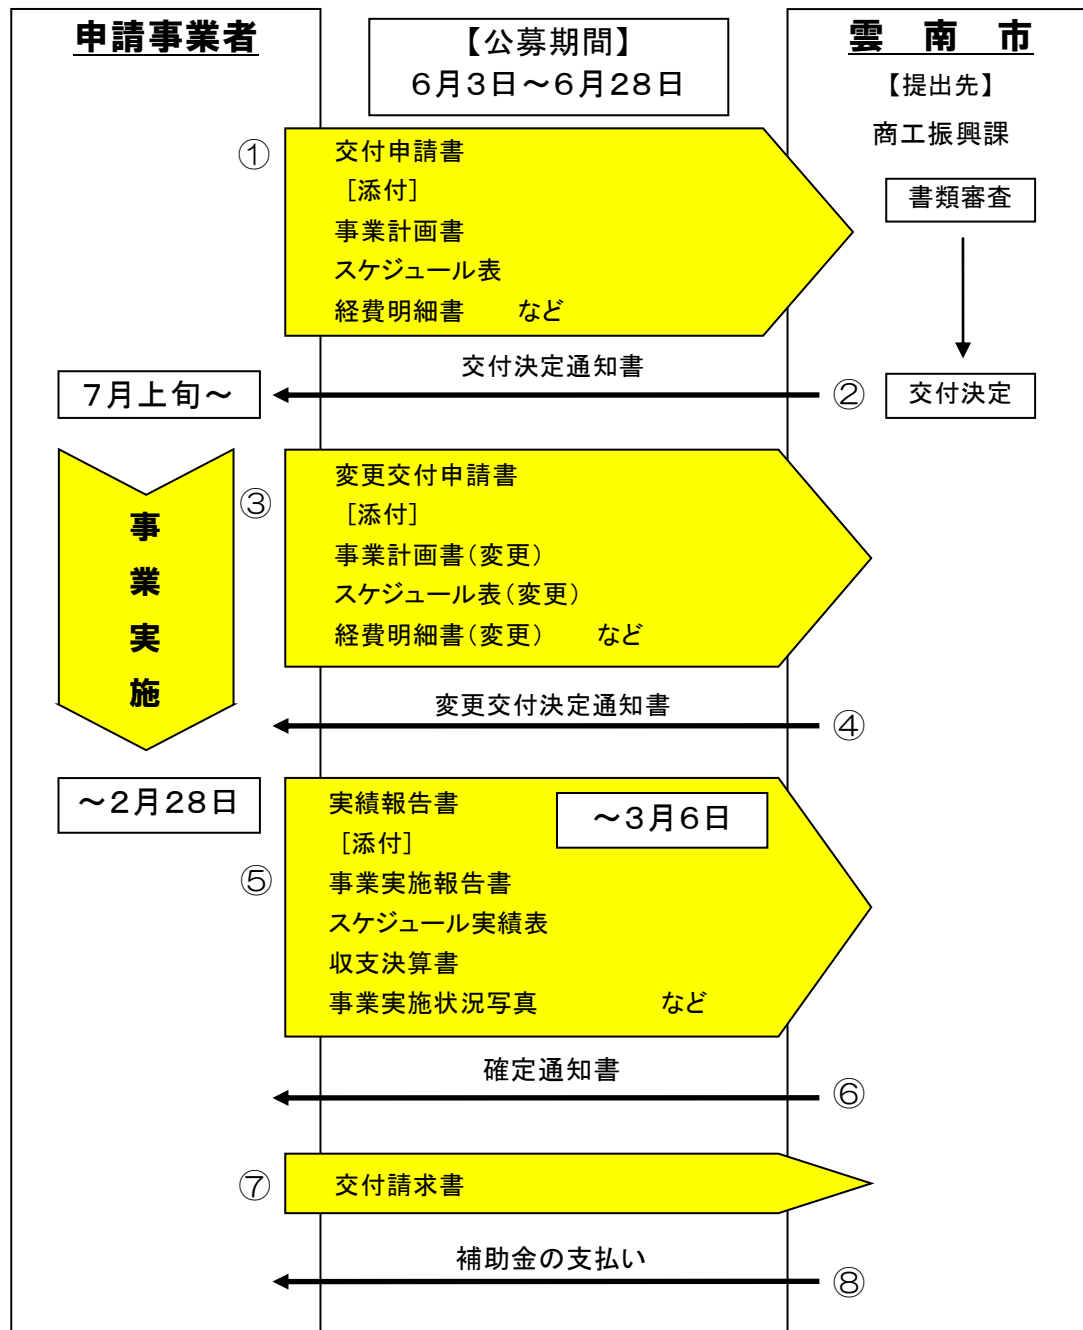 申請事業者
【公募期間】
6月3日～6月28日
雲　南　市
【提出先】
商工振興課
書類審査
①
交付申請書
［添付］
事業計画書
スケジュール表
経費明細書　　など
交付決定通知書
7月上旬～
②
交付決定
事業実施
③
変更交付申請書
［添付］
事業計画書（変更）
スケジュール表（変更）
経費明細書（変更）　　など
変更交付決定通知書
④
～2月28日
⑤
実績報告書
～3月6日
［添付］
事業実施報告書
スケジュール実績表
収支決算書
事業実施状況写真　　など
確定通知書
⑥
⑦
交付請求書
補助金の支払い
⑧